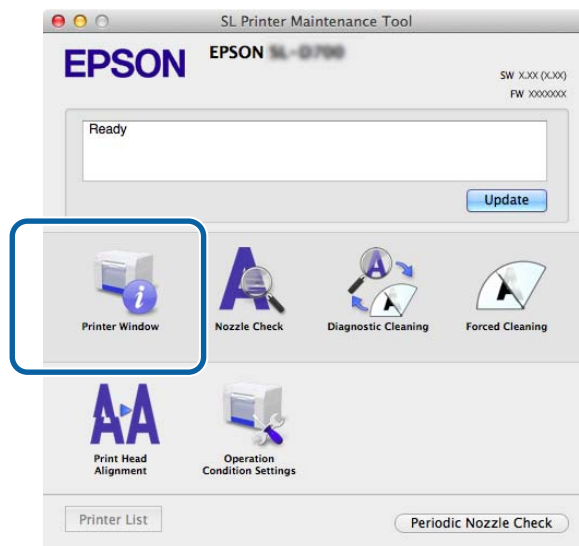 SL Printer Maintenance Tool
EPSON
EPSON
SW X.XX (X.XX)
FW XXXXXXX
Ready
Update
Printer Window
Nozzle Check
Diagnostic Cleaning
Forced Cleaning
Print Head
Alignment
Operation
Condition Settings
Printer List
Periodic Nozzle Check